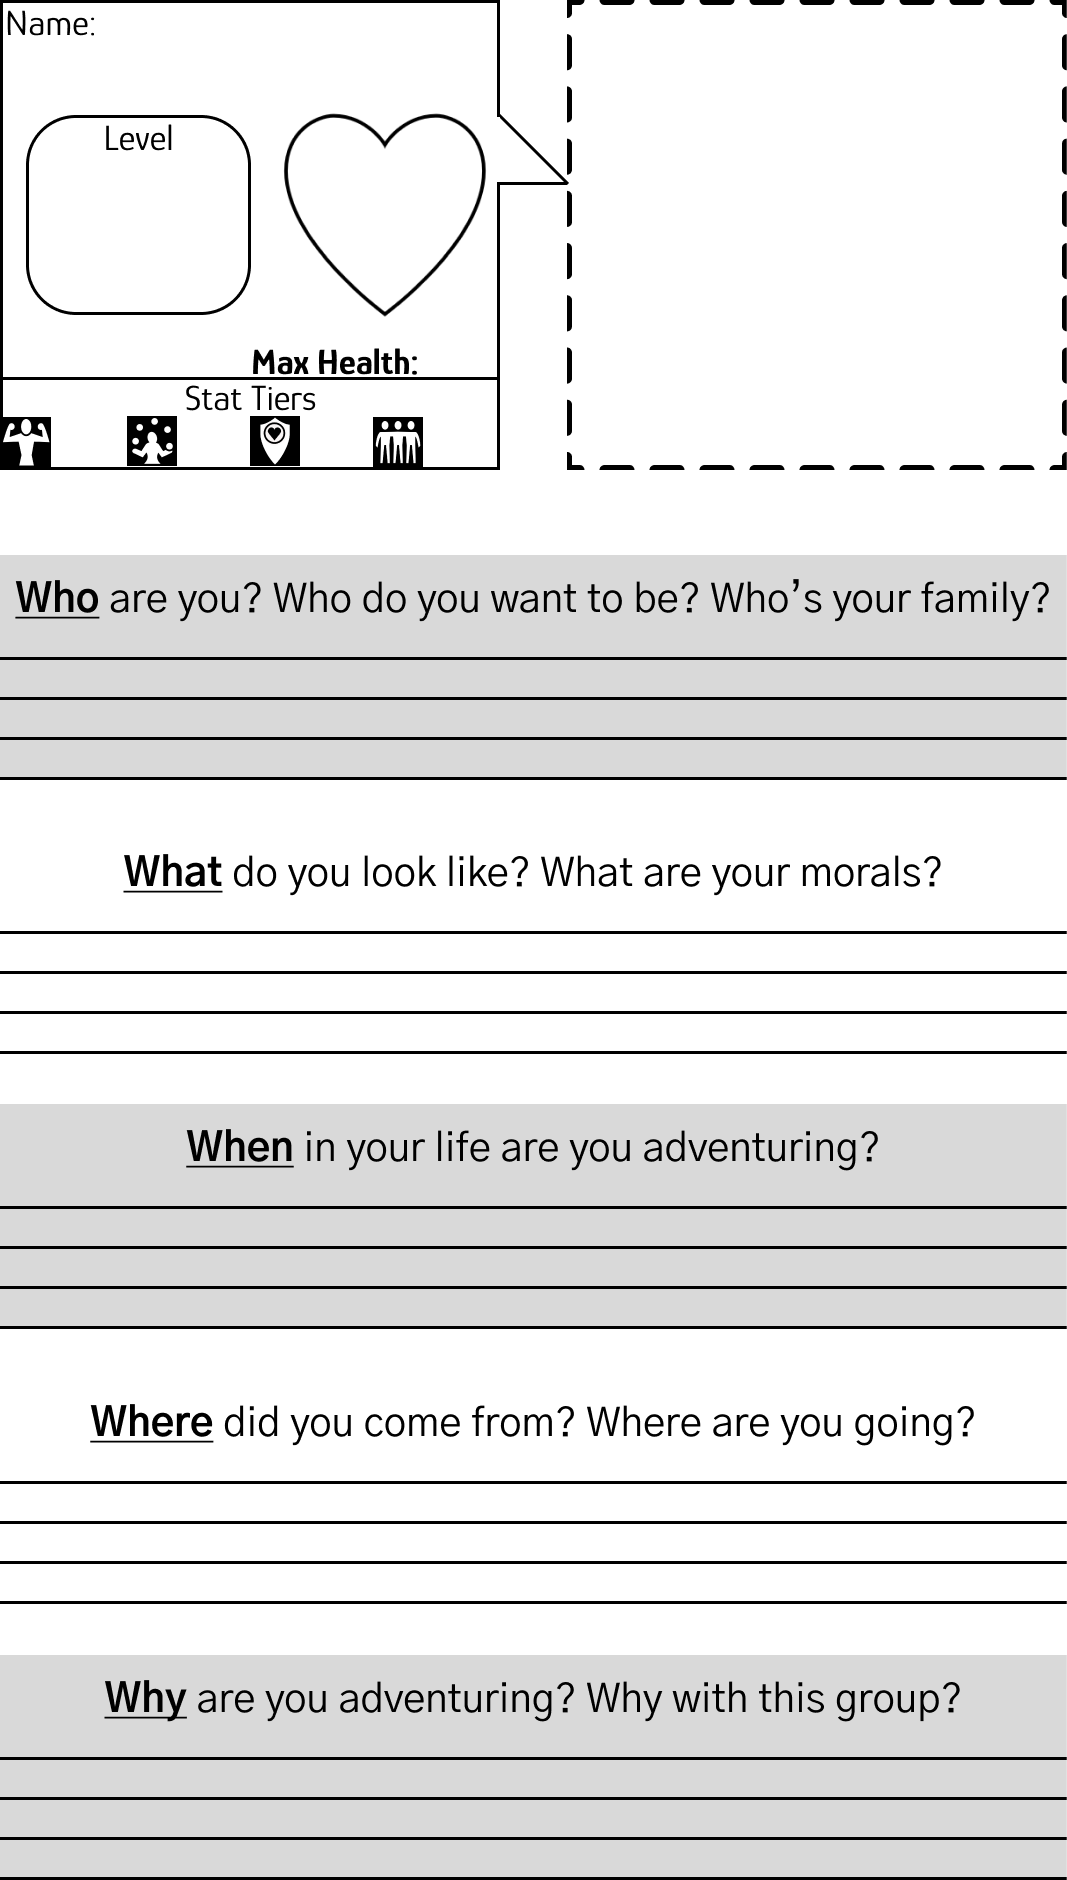 Name:
Level
Max Health:
Stat Tiers
Who are you? Who do you want to be? Who’s your family?
What do you look like? What are your morals?
When in your life are you adventuring?
Where did you come from? Where are you going?
Why are you adventuring? Why with this group?